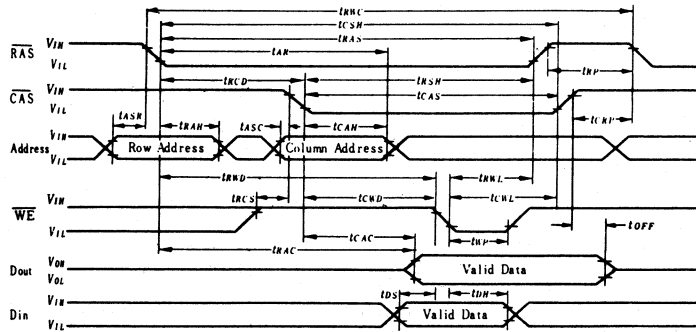 tRWC
tCSH
tRAS
tAR
RAS VIH
VIL
tRP
tRCD tRSH
CAS VIH
VIL
tCAS
tCRP
tASR tRAH tASC tCAH
Address VIH
VIL
Row Address Column Address
tRWD tRWL
tRCS tCWD tCWL
WE VIH
VIL
tCAC tWP tOFF
tRAC
Dout VOH
VOL
Valid Data
tDS tDH
Din VIH
VIL
Valid Data